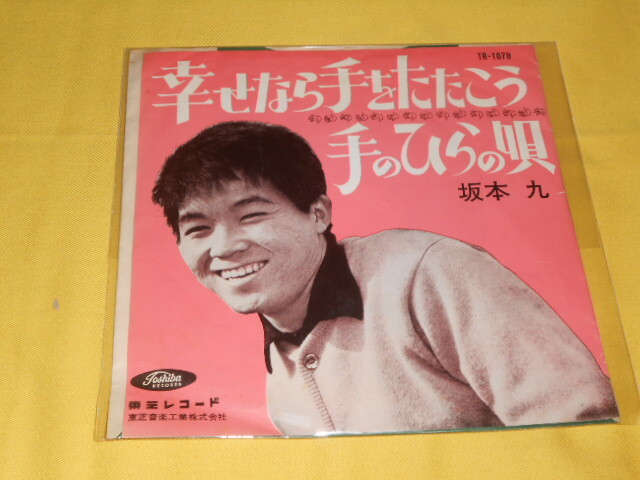 TR-1070
幸せなら手をたたこう
手のひらの唄
坂本 九
Toshiba
RECORDS
東芝レコード
東芝音楽工業株式会社